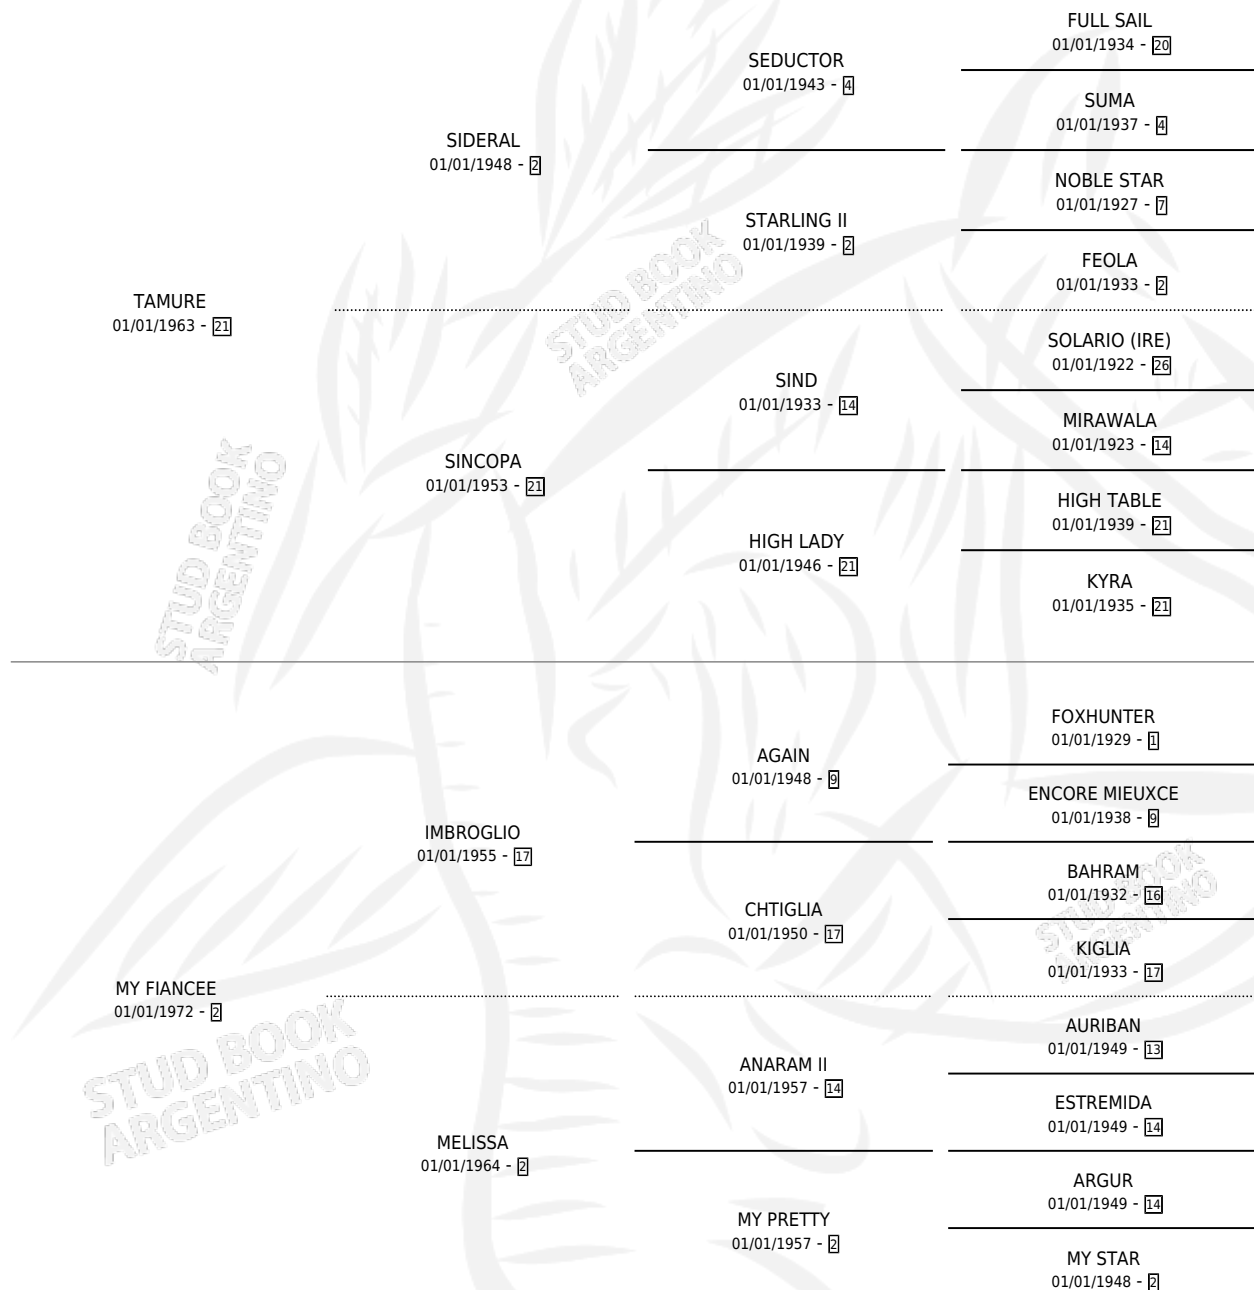 FULL SAIL
01/01/1934 - 20
SEDUCTOR
01/01/1943 - 4
SUMA
01/01/1937 - 4
SIDERAL
01/01/1948 - 2
NOBLE STAR
01/01/1927 - 7
STARLING II
01/01/1939 - 2
FEOLA
01/01/1933 - 2
TAMURE
01/01/1963 - 21
STUD BOOK
ARGENTINO
SOLARIO (IRE)
01/01/1922 - 26
SIND
01/01/1933 - 14
MIRAWALA
01/01/1923 - 14
SINCOPA
01/01/1953 - 21
HIGH TABLE
01/01/1939 - 21
HIGH LADY
01/01/1946 - 21
KYRA
01/01/1935 - 21
STUD BOOK
ARGENTINO
FOXHUNTER
01/01/1929 - 1
AGAIN
01/01/1948 - 9
ENCORE MIEUXCE
01/01/1938 - 9
IMBROGLIO
01/01/1955 - 17
BAHRAM
01/01/1932 - 16
CHTIGLIA
01/01/1950 - 17
STUD BOOK
ARGENTINO
KIGLIA
01/01/1933 - 17
MY FIANCEE
01/01/1972 - 2
STUD BOOK
ARGENTINO
AURIBAN
01/01/1949 - 13
ANARAM II
01/01/1957 - 14
ESTREMIDA
01/01/1949 - 14
MELISSA
01/01/1964 - 2
ARGUR
01/01/1949 - 14
MY PRETTY
01/01/1957 - 2
MY STAR
01/01/1948 - 2